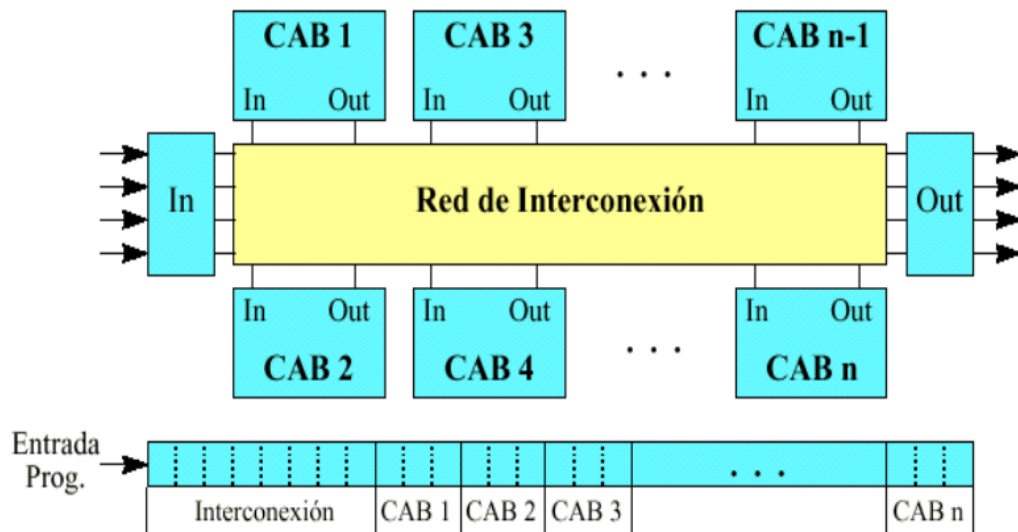 CAB 1
CAB 3
CAB n-1
. . .
In Out
In Out
In Out
In
Red de Interconexión
Out
In Out
In Out
In Out
CAB 2
CAB 4
. . .
CAB n
Entrada
Prog.
. . .
Interconexión
CAB 1
CAB 2
CAB 3
CAB n